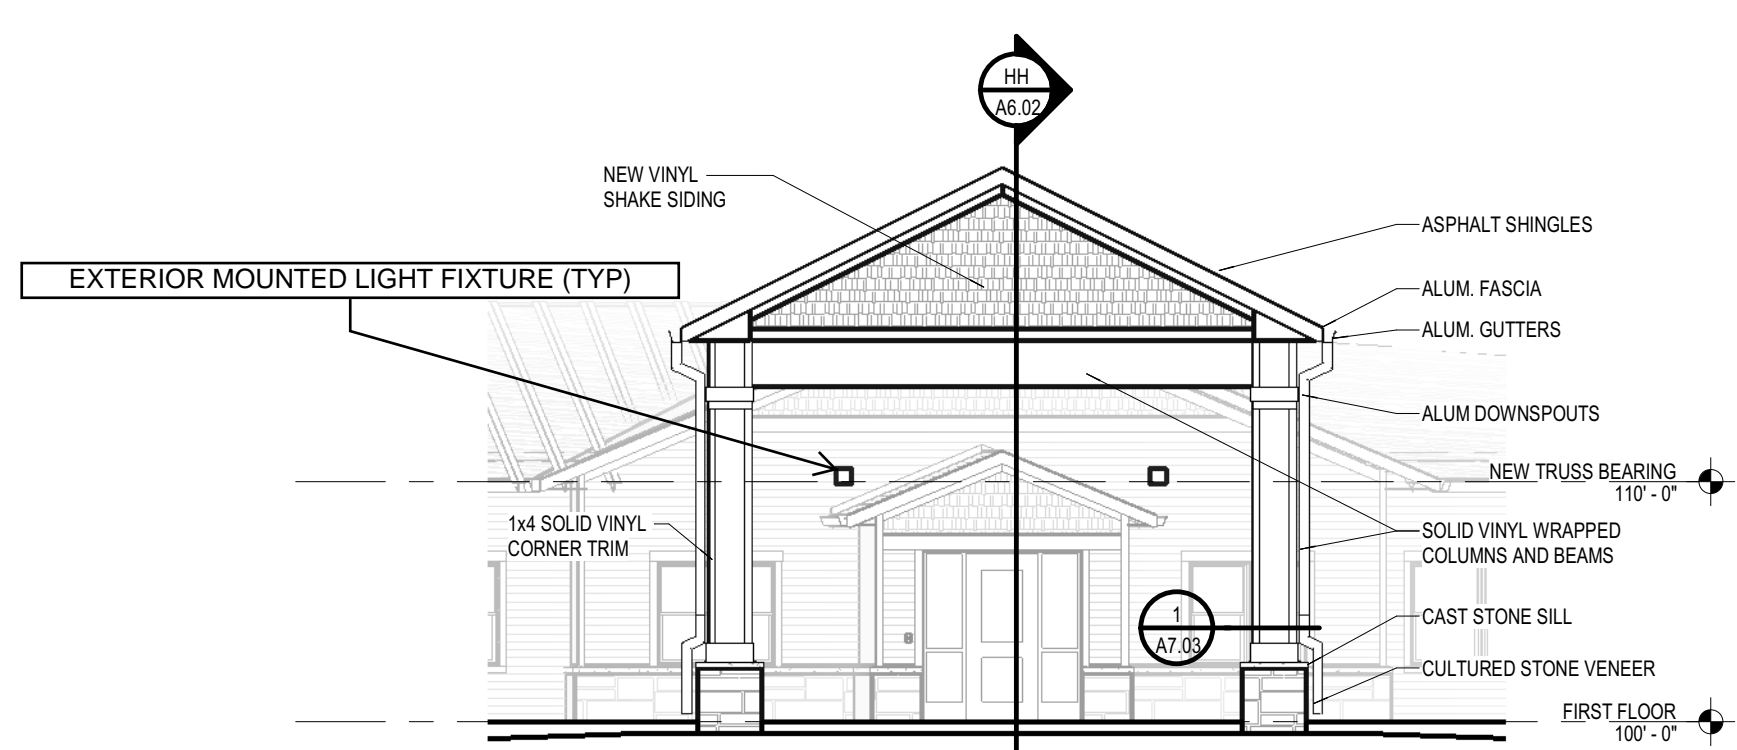 HH
A6.02
NEW VINYL
SHAKE SIDING
ASPHALT SHINGLES
EXTERIOR MOUNTED LIGHT FIXTURE (TYP)
ALUM. FASCIA
ALUM. GUTTERS
ALUM DOWNSPOUTS
NEW TRUSS BEARING
110' - 0"
1x4 SOLID VINYL
CORNER TRIM
SOLID VINYL WRAPPED
COLUMNS AND BEAMS
1
A7.03
CAST STONE SILL
CULTURED STONE VENEER
FIRST FLOOR
100' - 0"